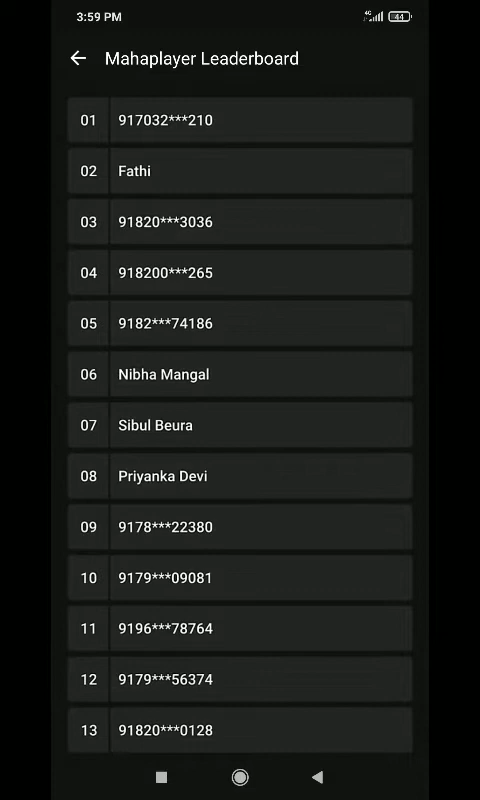 3:59 PM 4G 44
Mahaplayer Leaderboard
01 917032***210
02 Fathi
03 91820***3036
04 918200***265
05 9182***74186
06 Nibha Mangal
07 Sibul Beura
08 Priyanka Devi
09 9178***22380
10 9179***09081
11 9196***78764
12 9179***56374
13 91820***0128